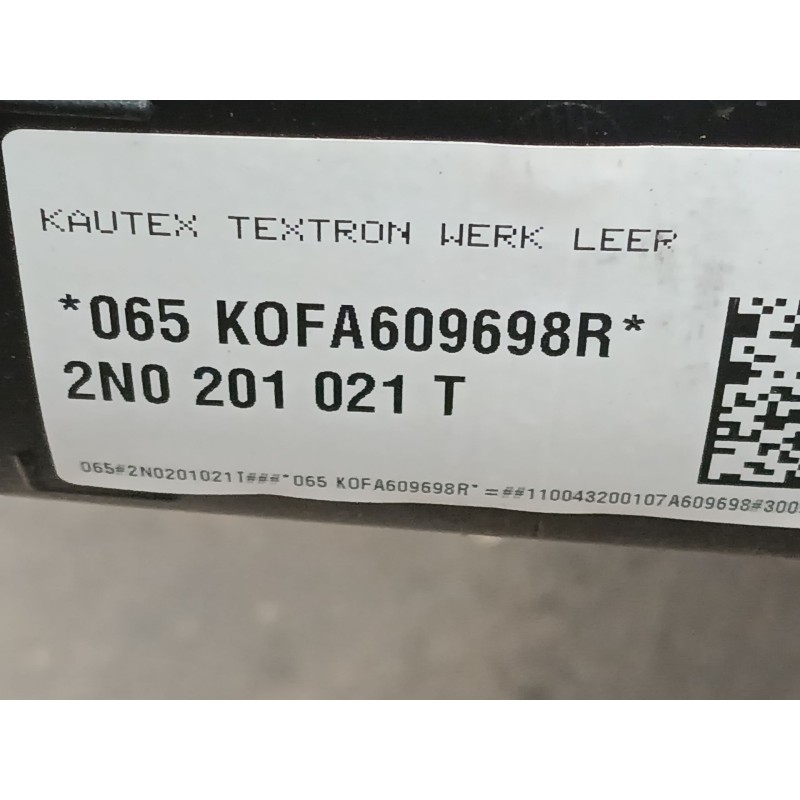 KAUTEX TEXTRON WERK LEER
*065 KOFA609698R*
2N0 201 021 T
065#2N0201021T###*065 KOFA609698R*=##110043200107A609698#300